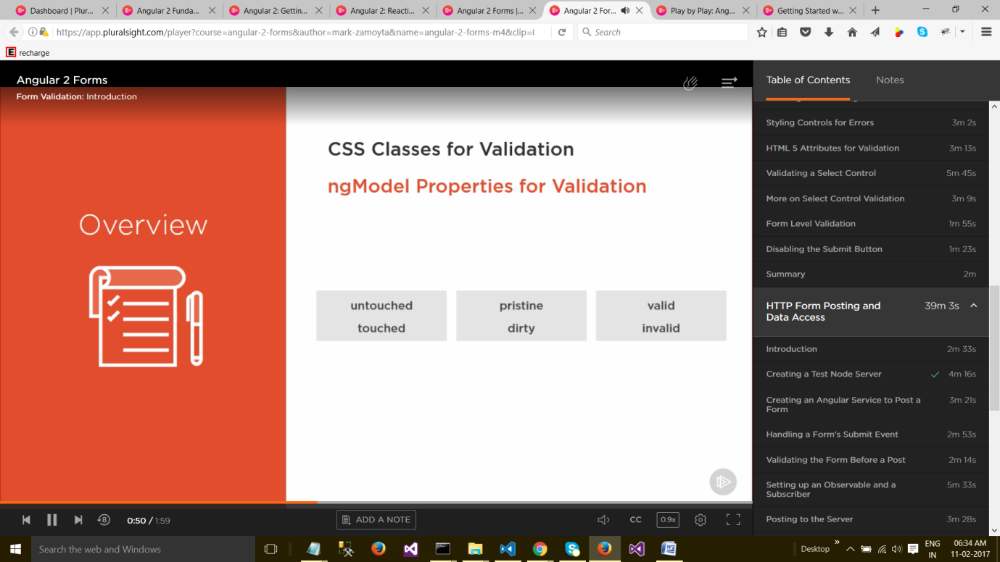 Dashboard | Plur...
Angular 2 Funda...
Angular 2: Gettin...
Angular 2: Reacti...
Angular 2 Forms |...
Angular 2 For...
Play by Play: Ang...
Getting Started w...
https://app.pluralsight.com/player?course=angular-2-forms&author=mark-zamoyta&name=angular-2-forms-m4&clip=
Search
E recharge
Angular 2 Forms
Form Validation: Introduction
Overview
CSS Classes for Validation
ngModel Properties for Validation
untouched
touched
pristine
dirty
valid
invalid
0:50 / 1:59
8
ADD A NOTE
CC
0.9x
Table of Contents
Notes
Styling Controls for Errors 3m 2s
HTML 5 Attributes for Validation 3m 13s
Validating a Select Control 5m 45s
More on Select Control Validation 3m 9s
Form Level Validation 1m 55s
Disabling the Submit Button 1m 23s
Summary 2m
HTTP Form Posting and 39m 3s
Data Access
Introduction 2m 33s
Creating a Test Node Server 4m 16s
Creating an Angular Service to Post a 3m 21s
Form
Handling a Form's Submit Event 2m 53s
Validating the Form Before a Post 2m 14s
Setting up an Observable and a 5m 33s
Subscriber
Posting to the Server 3m 28s
Search the web and Windows
Desktop
ENG
IN
06:34 AM
11-02-2017